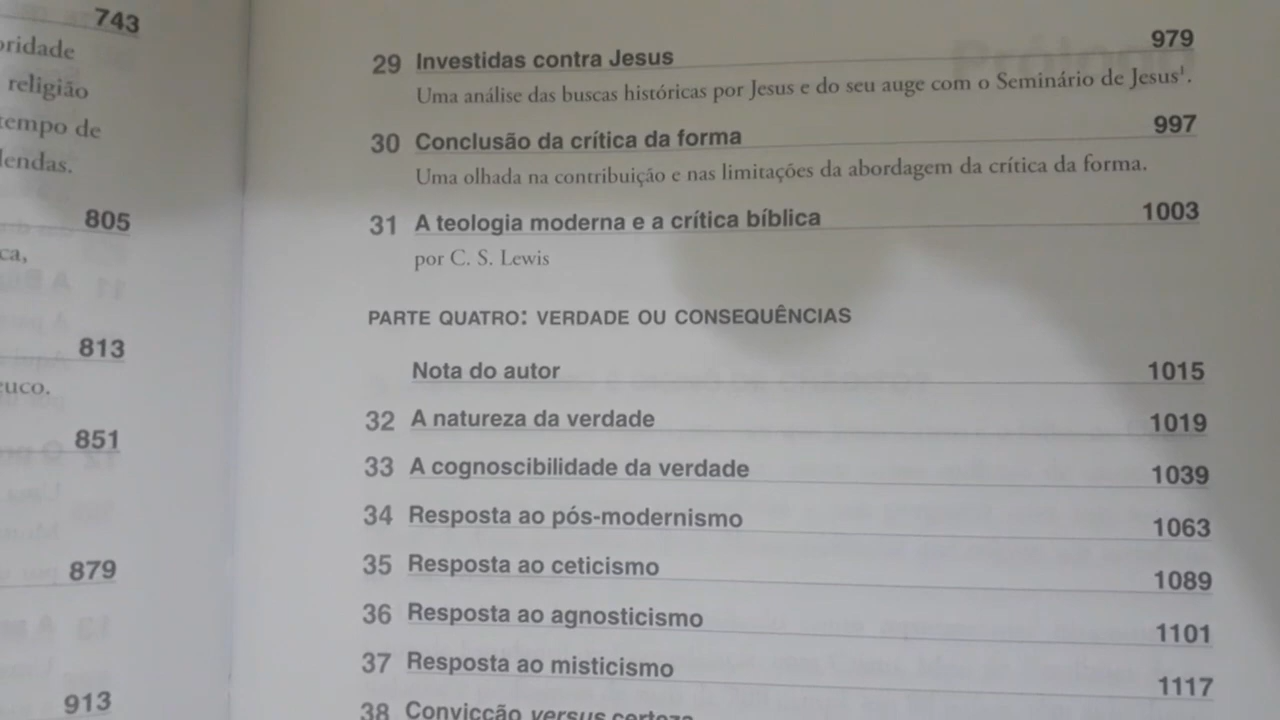 743
religião
tempo de
lendas.
805
813
851
879
913
29 Investidas contra Jesus 979
Uma análise das buscas históricas por Jesus e do seu auge com o Seminário de Jesus¹.
30 Conclusão da crítica da forma 997
Uma olhada na contribuição e nas limitações da abordagem da crítica da forma.
31 A teologia moderna e a crítica bíblica 1003
por C. S. Lewis
PARTE QUATRO: VERDADE OU CONSEQUÊNCIAS
Nota do autor 1015
32 A natureza da verdade 1019
33 A cognoscibilidade da verdade 1039
34 Resposta ao pós-modernismo 1063
35 Resposta ao ceticismo 1089
36 Resposta ao agnosticismo 1101
37 Resposta ao misticismo 1117
38 Convicção versus certeza